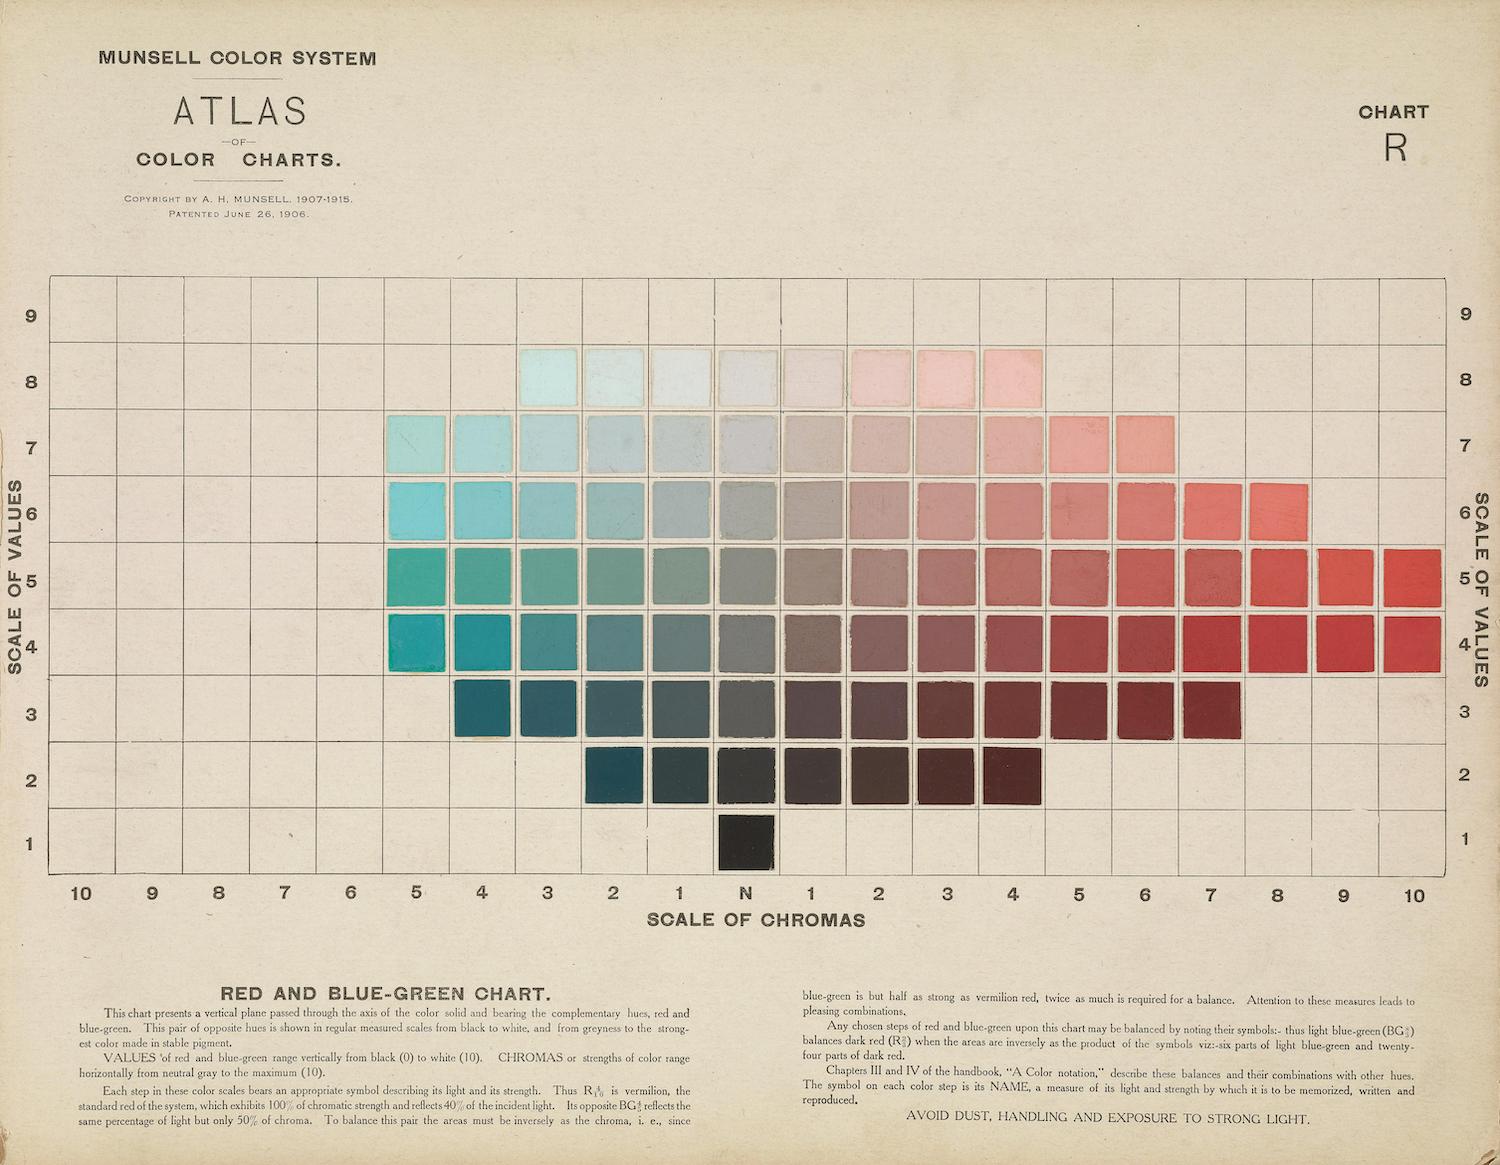 MUNSELL COLOR SYSTEM
ATLAS
—OF—
COLOR CHARTS.
COPYRIGHT BY A. H. MUNSELL. 1907-1915.
PATENTED JUNE 26, 1906.
CHART
R
9 9
8 8
7 7
6 6
5 5
4 4
3 3
2 2
1 1
SCALE OF VALUES
SCALE OF VALUES
10 9 8 7 6 5 4 3 2 1 N 1 2 3 4 5 6 7 8 9 10
SCALE OF CHROMAS
RED AND BLUE-GREEN CHART.
This chart presents a vertical plane passed through the axis of the color solid and bearing the complementary hues, red and
blue-green. This pair of opposite hues is shown in regular measured scales from black to white, and from greyness to the strong-
est color made in stable pigment.
VALUES of red and blue-green range vertically from black (0) to white (10). CHROMAS or strengths of color range
horizontally from neutral gray to the maximum (10).
Each step in these color scales bears an appropriate symbol describing its light and its strength. Thus R 4/10 is vermilion, the
standard red of the system, which exhibits 100% of chromatic strength and reflects 40% of the incident light. Its opposite BG 4/5 reflects the
same percentage of light but only 50% of chroma. To balance this pair the areas must be inversely as the chroma, i. e., since
blue-green is but half as strong as vermilion red, twice as much is required for a balance. Attention to these measures leads to
pleasing combinations.
Any chosen steps of red and blue-green upon this chart may be balanced by noting their symbols:- thus light blue-green (BG)
balances dark red (R) when the areas are inversely as the product of the symbols viz:-six parts of light blue-green and twenty-
four parts of dark red.
Chapters III and IV of the handbook, "A Color notation," describe these balances and their combinations with other hues.
The symbol on each color step is its NAME, a measure of its light and strength by which it is to be memorized, written and
reproduced.
AVOID DUST, HANDLING AND EXPOSURE TO STRONG LIGHT.